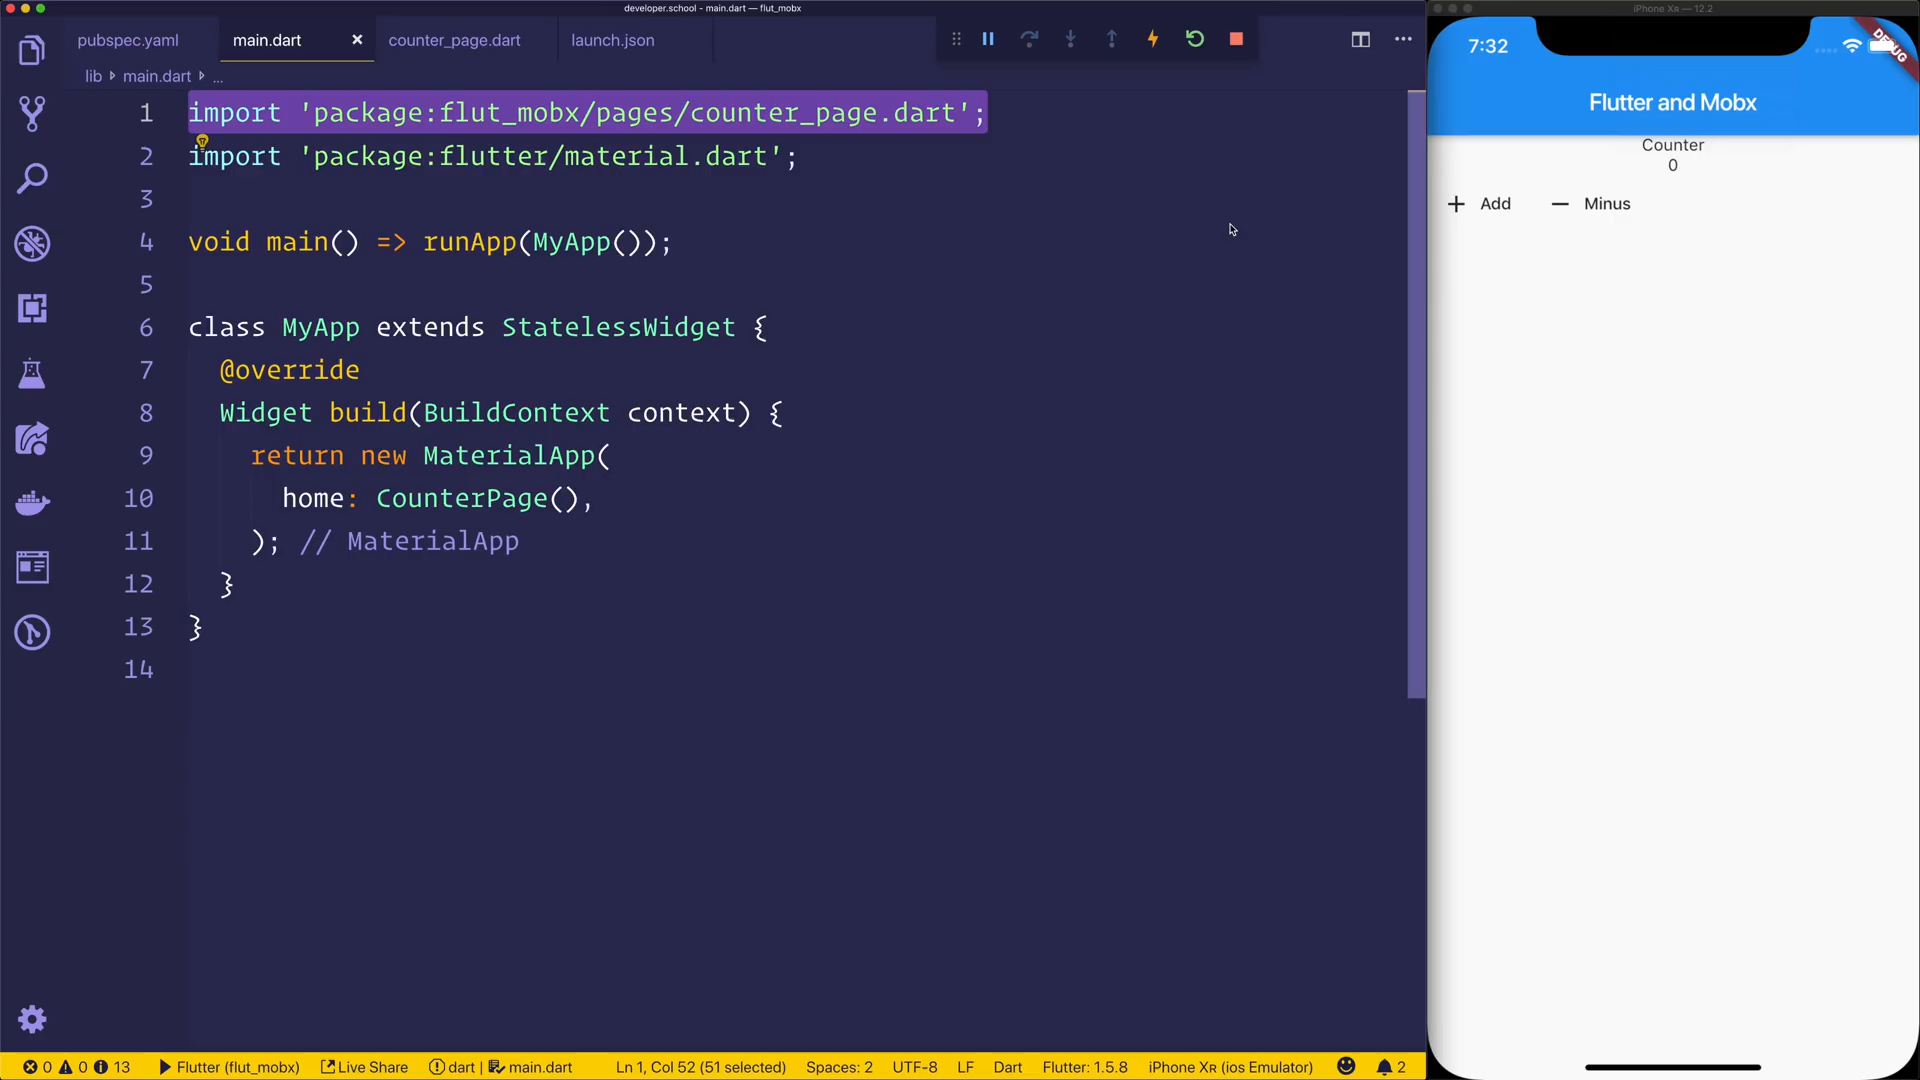 developer.school - main.dart — flut_mobx
pubspec.yaml
main.dart
counter_page.dart
launch.json
lib
main.dart
...
1 import 'package:flut_mobx/pages/counter_page.dart';
2 import 'package:flutter/material.dart';
3
4 void main() => runApp(MyApp());
5
6 class MyApp extends StatelessWidget {
7 @override
8 Widget build(BuildContext context) {
9 return new MaterialApp(
10 home: CounterPage(),
11 ); // MaterialApp
12 }
13 }
14
0 0 13
Flutter (flut_mobx)
Live Share
dart |
main.dart
Ln 1, Col 52 (51 selected)
Spaces: 2
UTF-8
LF
Dart
Flutter: 1.5.8
iPhone Xʀ (ios Emulator)
2
iPhone Xʀ — 12.2
7:32
DEBUG
Flutter and Mobx
Counter
0
Add
Minus